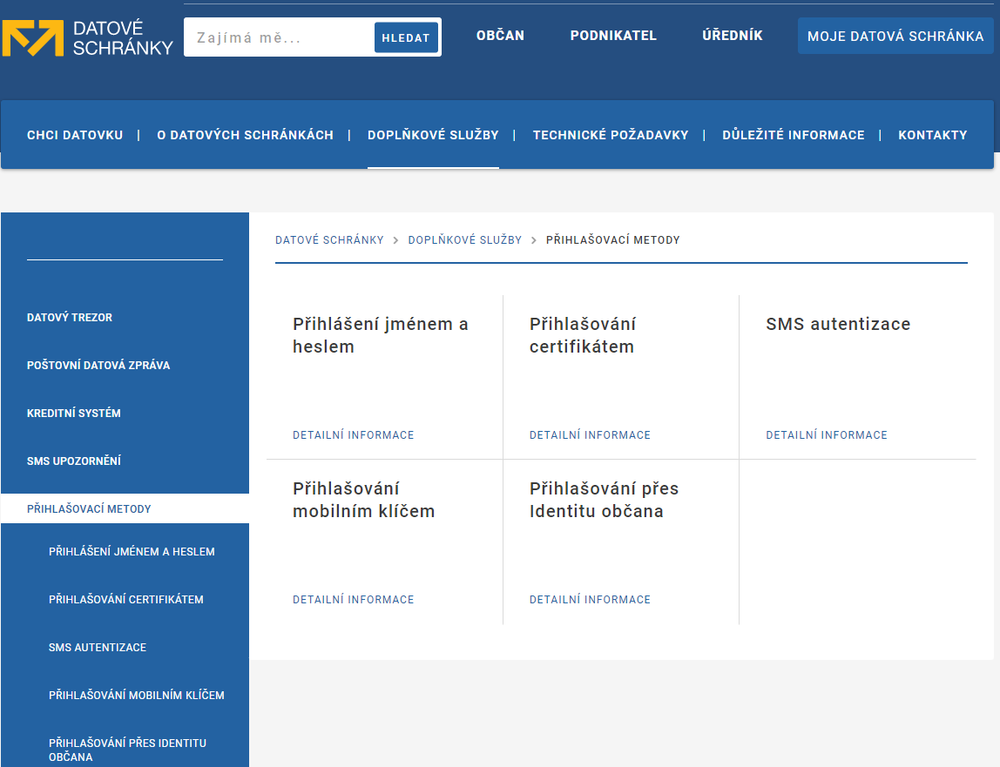 DATOVÉ
SCHRÁNKY
Zajímá mě...
HLEDAT
OBČAN
PODNIKATEL
ÚŘEDNÍK
MOJE DATOVÁ SCHRÁNKA
CHCI DATOVKU | O DATOVÝCH SCHRÁNKÁCH | DOPLŇKOVÉ SLUŽBY | TECHNICKÉ POŽADAVKY | DŮLEŽITÉ INFORMACE | KONTAKTY
DATOVÝ TREZOR
POŠTOVNÍ DATOVÁ ZPRÁVA
KREDITNÍ SYSTÉM
SMS UPOZORNĚNÍ
PŘIHLAŠOVACÍ METODY
PŘIHLÁŠENÍ JMÉNEM A HESLEM
PŘIHLAŠOVÁNÍ CERTIFIKÁTEM
SMS AUTENTIZACE
PŘIHLAŠOVÁNÍ MOBILNÍM KLÍČEM
PŘIHLAŠOVÁNÍ PŘES IDENTITU
OBČANA
DATOVÉ SCHRÁNKY > DOPLŇKOVÉ SLUŽBY > PŘIHLAŠOVACÍ METODY
Přihlášení jménem a
heslem
DETAILNÍ INFORMACE
Přihlašování
certifikátem
DETAILNÍ INFORMACE
SMS autentizace
DETAILNÍ INFORMACE
Přihlašování
mobilním klíčem
DETAILNÍ INFORMACE
Přihlašování přes
Identitu občana
DETAILNÍ INFORMACE